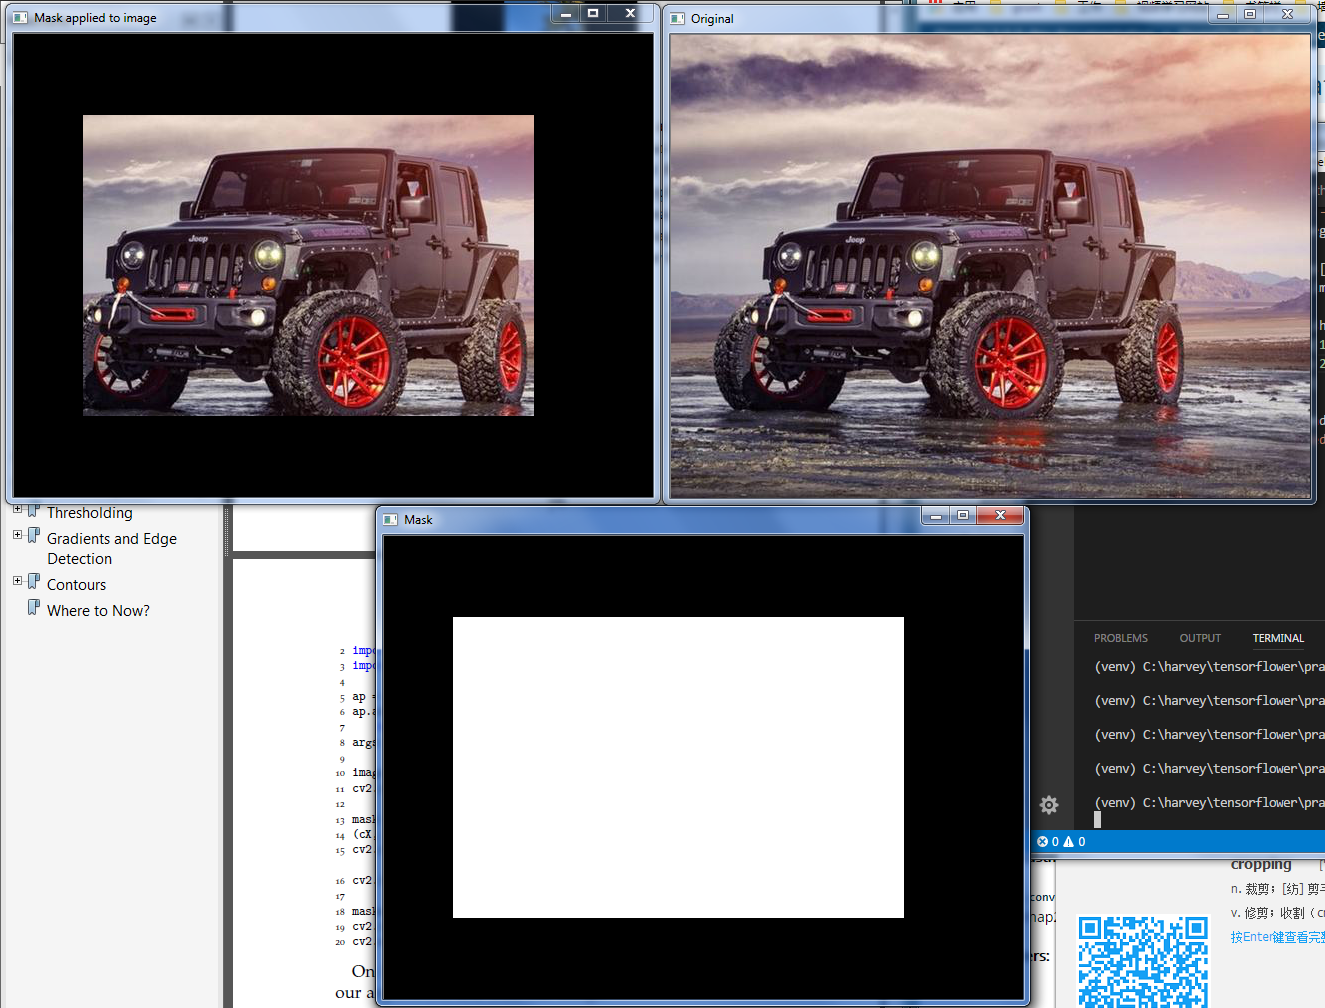 Mask applied to image
Original
Jeep
Thresholding
Gradients and Edge
Detection
Contours
Where to Now?
Mask
2 impo
3 impo
4
5 ap =
6 ap.a
7
8 args
9
10 imag
11 cv2.
12
13 mask
14 (cX,
15 cv2.
16 cv2.
17
18 mask
19 cv2.
20 cv2.
On
our a
PROBLEMS
OUTPUT
TERMINAL
(venv) C:\harvey\tensorflower\pra
(venv) C:\harvey\tensorflower\pra
(venv) C:\harvey\tensorflower\pra
(venv) C:\harvey\tensorflower\pra
(venv) C:\harvey\tensorflower\pra
0 0
cropping
n. 裁剪；[纺] 剪
v. 修剪；收割（
按Enter键查看完
conv
ers: